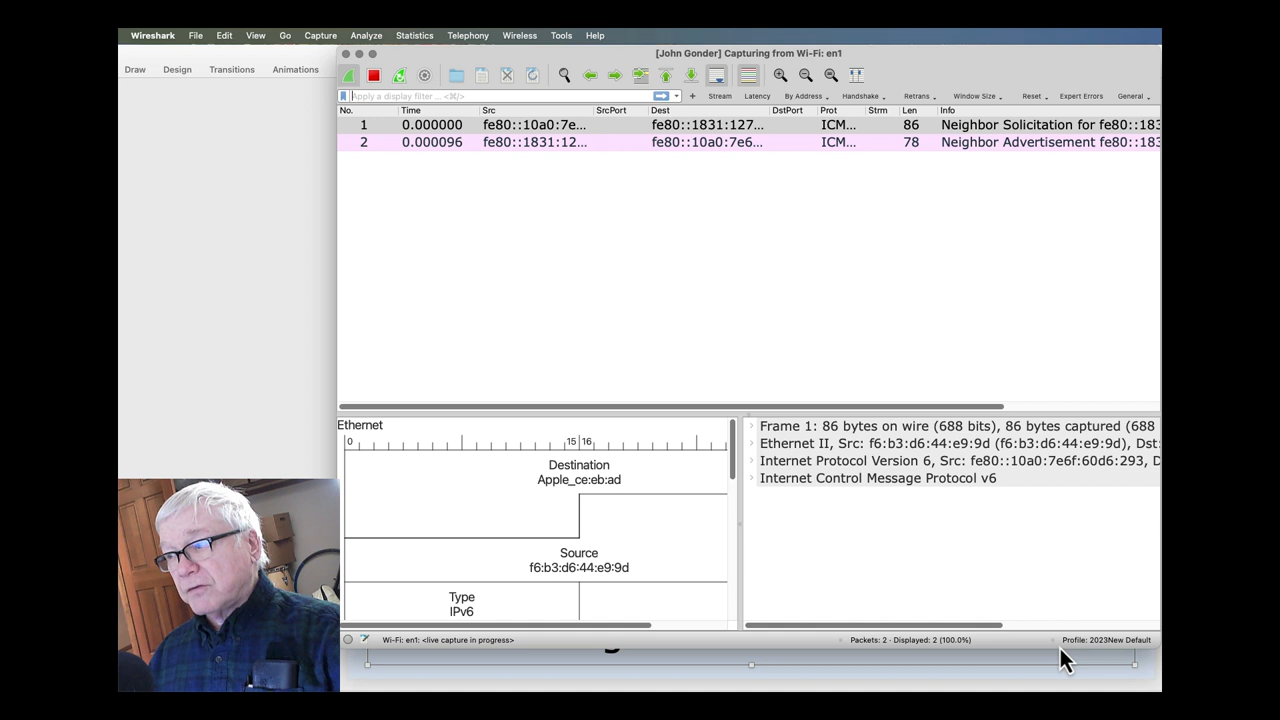 Wireshark File Edit View Go Capture Analyze Statistics Telephony Wireless Tools Help
Draw Design Transitions Animations
[John Gonder] Capturing from Wi-Fi: en1
Apply a display filter ... <⌘/>
+ Stream Latency By Address Handshake Retrans Window Size Reset Expert Errors General
No. Time Src SrcPort Dest DstPort Prot Strm Len Info
1 0.000000 fe80::10a0:7e... fe80::1831:127... ICM... 86 Neighbor Solicitation for fe80::183
2 0.000096 fe80::1831:12... fe80::10a0:7e6... ICM... 78 Neighbor Advertisement fe80::183
Ethernet
0 15 16
Destination
Apple_ce:eb:ad
Source
f6:b3:d6:44:e9:9d
Type
IPv6
Frame 1: 86 bytes on wire (688 bits), 86 bytes captured (688
Ethernet II, Src: f6:b3:d6:44:e9:9d (f6:b3:d6:44:e9:9d), Dst:
Internet Protocol Version 6, Src: fe80::10a0:7e6f:60d6:293, D
Internet Control Message Protocol v6
Wi-Fi: en1: <live capture in progress>
Packets: 2 · Displayed: 2 (100.0%)
Profile: 2023New Default